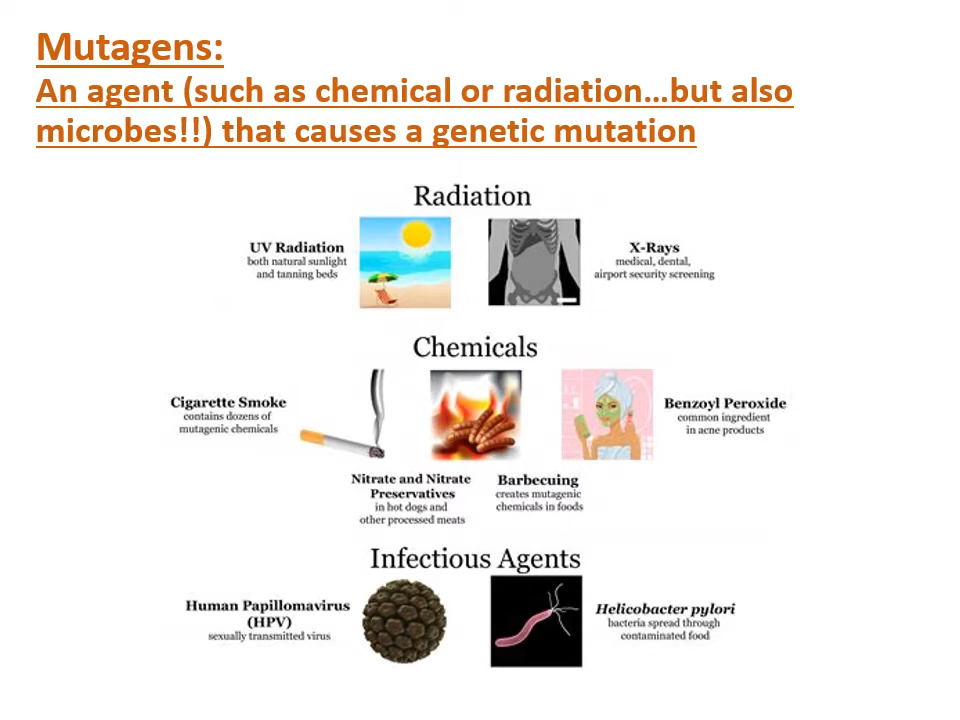 Mutagens:
An agent (such as chemical or radiation…but also
microbes!!) that causes a genetic mutation
Radiation
UV Radiation
both natural sunlight
and tanning beds
X-Rays
medical, dental,
airport security screening
Chemicals
Cigarette Smoke
contains dozens of
mutagenic chemicals
Benzoyl Peroxide
common ingredient
in acne products
Nitrate and Nitrate
Preservatives
in hot dogs and
other processed meats
Barbecuing
creates mutagenic
chemicals in foods
Infectious Agents
Human Papillomavirus
(HPV)
sexually transmitted virus
Helicobacter pylori
bacteria spread through
contaminated food